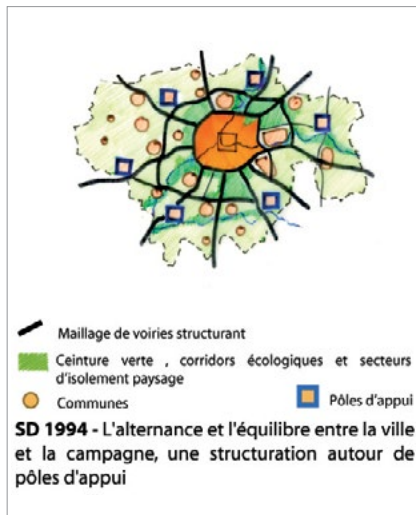 Maillage de voiries structurant
Ceinture verte , corridors écologiques et secteurs
d'isolement paysage
Communes
Pôles d'appui
SD 1994 - L'alternance et l'équilibre entre la ville
et la campagne, une structuration autour de
pôles d'appui